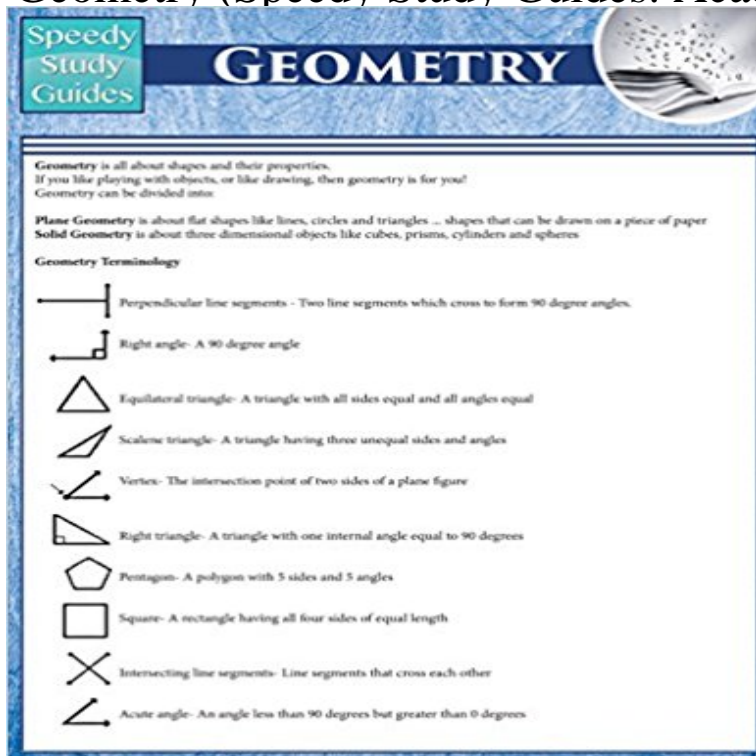 Geometry (Speedy Study Guides: Acad
Speedy
Study
Guides
GEOMETRY
Geometry is all about shapes and their properties.
If you like playing with objects, or like drawing, then geometry is for you!
Geometry can be divided into:
Plane Geometry is about flat shapes like lines, circles and triangles ... shapes that can be drawn on a piece of paper
Solid Geometry is about three dimensional objects like cubes, prisms, cylinders and spheres
Geometry Terminology
Perpendicular line segments - Two line segments which cross to form 90 degree angles.
Right angle- A 90 degree angle
Equilateral triangle- A triangle with all sides equal and all angles equal
Scalene triangle- A triangle having three unequal sides and angles
Vertex- The intersection point of two sides of a plane figure
Right triangle- A triangle with one internal angle equal to 90 degrees
Pentagon- A polygon with 5 sides and 5 angles
Square- A rectangle having all four sides of equal length
Intersecting line segments- Line segments that cross each other
Acute angle- An angle less than 90 degrees but greater than 0 degrees